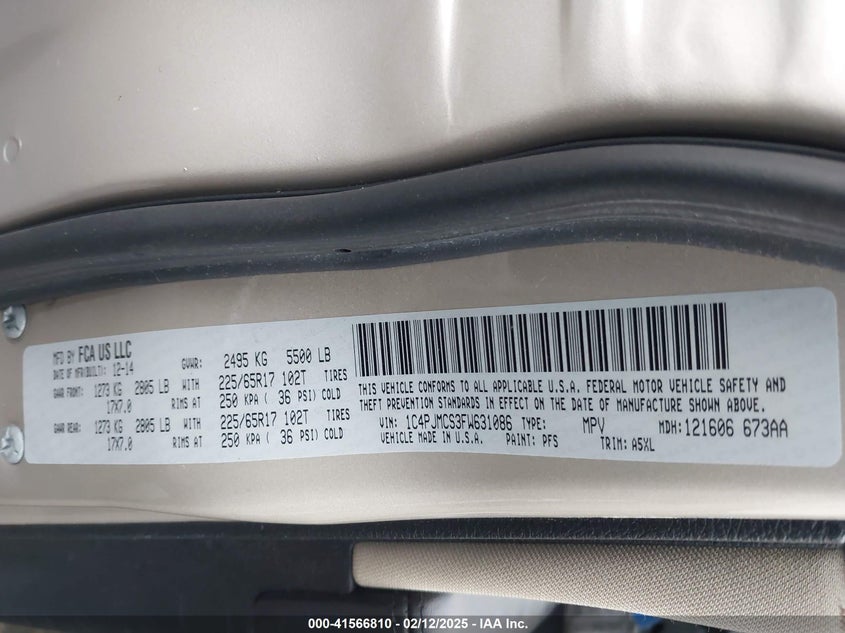 MFD BY FCA US LLC
DATE OF MFR(BUILT): 12-14 GVWR: 2495 KG 5500 LB
GAWR FRONT: 1273 KG 2805 LB WITH 225/65R17 102T TIRES
17X7.0 RIMS AT 250 KPA ( 36 PSI) COLD
GAWR REAR: 1273 KG 2805 LB WITH 225/65R17 102T TIRES
17X7.0 RIMS AT 250 KPA ( 36 PSI) COLD
THIS VEHICLE CONFORMS TO ALL APPLICABLE U.S.A. FEDERAL MOTOR VEHICLE SAFETY AND
THEFT PREVENTION STANDARDS IN EFFECT ON THE DATE OF MANUFACTURE SHOWN ABOVE.
VIN: 1C4PJMCS3FW631086 TYPE: MPV MDH: 121606 673AA
VEHICLE MADE IN U.S.A. PAINT: PFS TRIM: A5XL
000-41566810 - 02/12/2025 - IAA Inc.